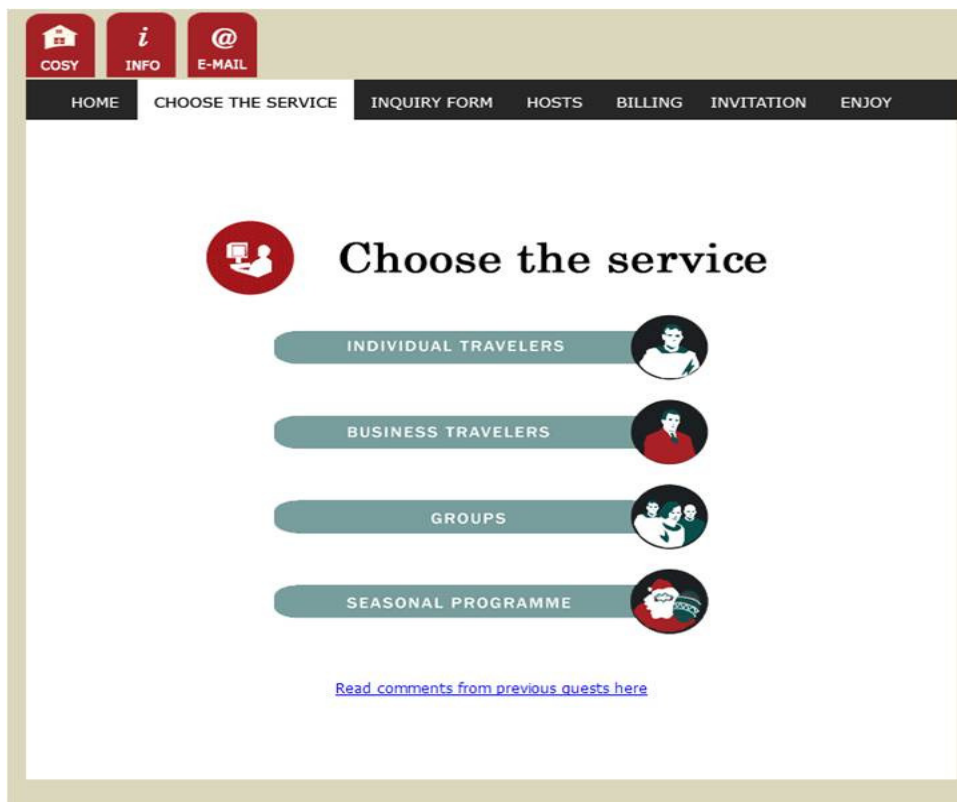 i @
COSY INFO E-MAIL
HOME CHOOSE THE SERVICE INQUIRY FORM HOSTS BILLING INVITATION ENJOY
Choose the service
INDIVIDUAL TRAVELERS
BUSINESS TRAVELERS
GROUPS
SEASONAL PROGRAMME
Read comments from previous guests here